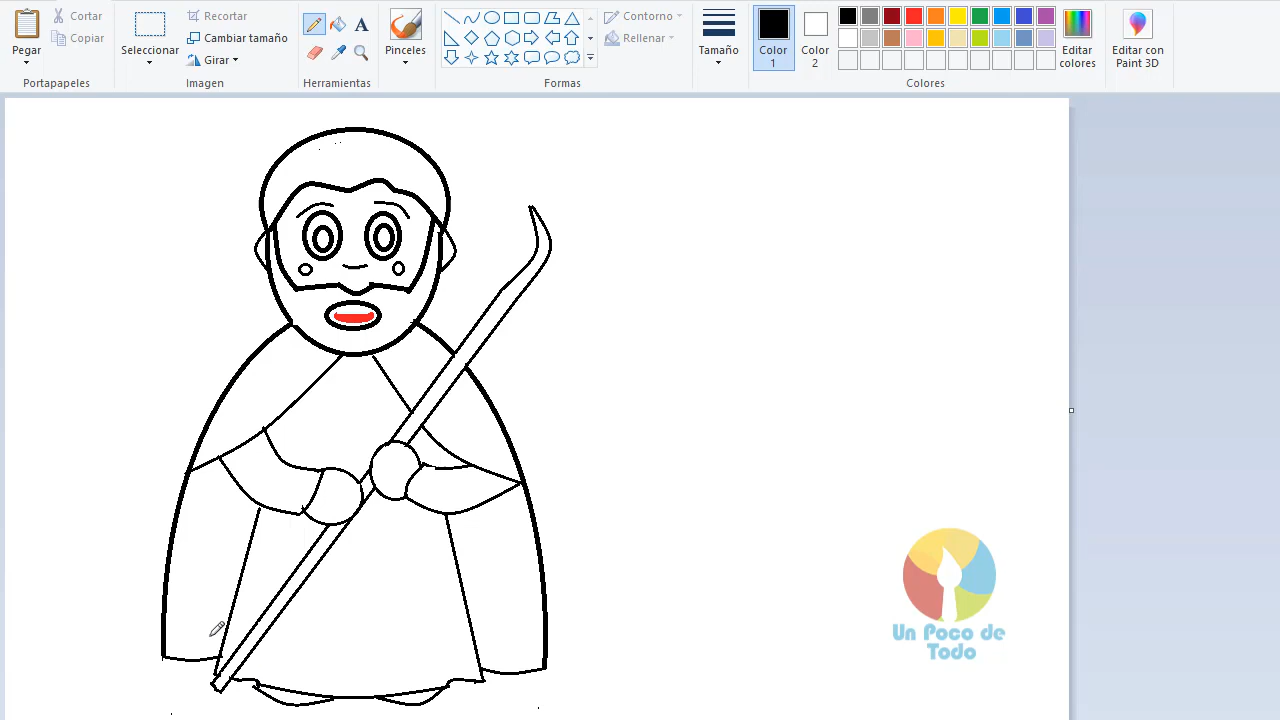 Pegar
Cortar
Copiar
Portapapeles
Seleccionar
Recortar
Cambiar tamaño
Girar
Imagen
A
Herramientas
Pinceles
Contorno
Rellenar
Formas
Tamaño
Color
1
Color
2
Editar
colores
Colores
Editar con
Paint 3D
Un Poco de
Todo